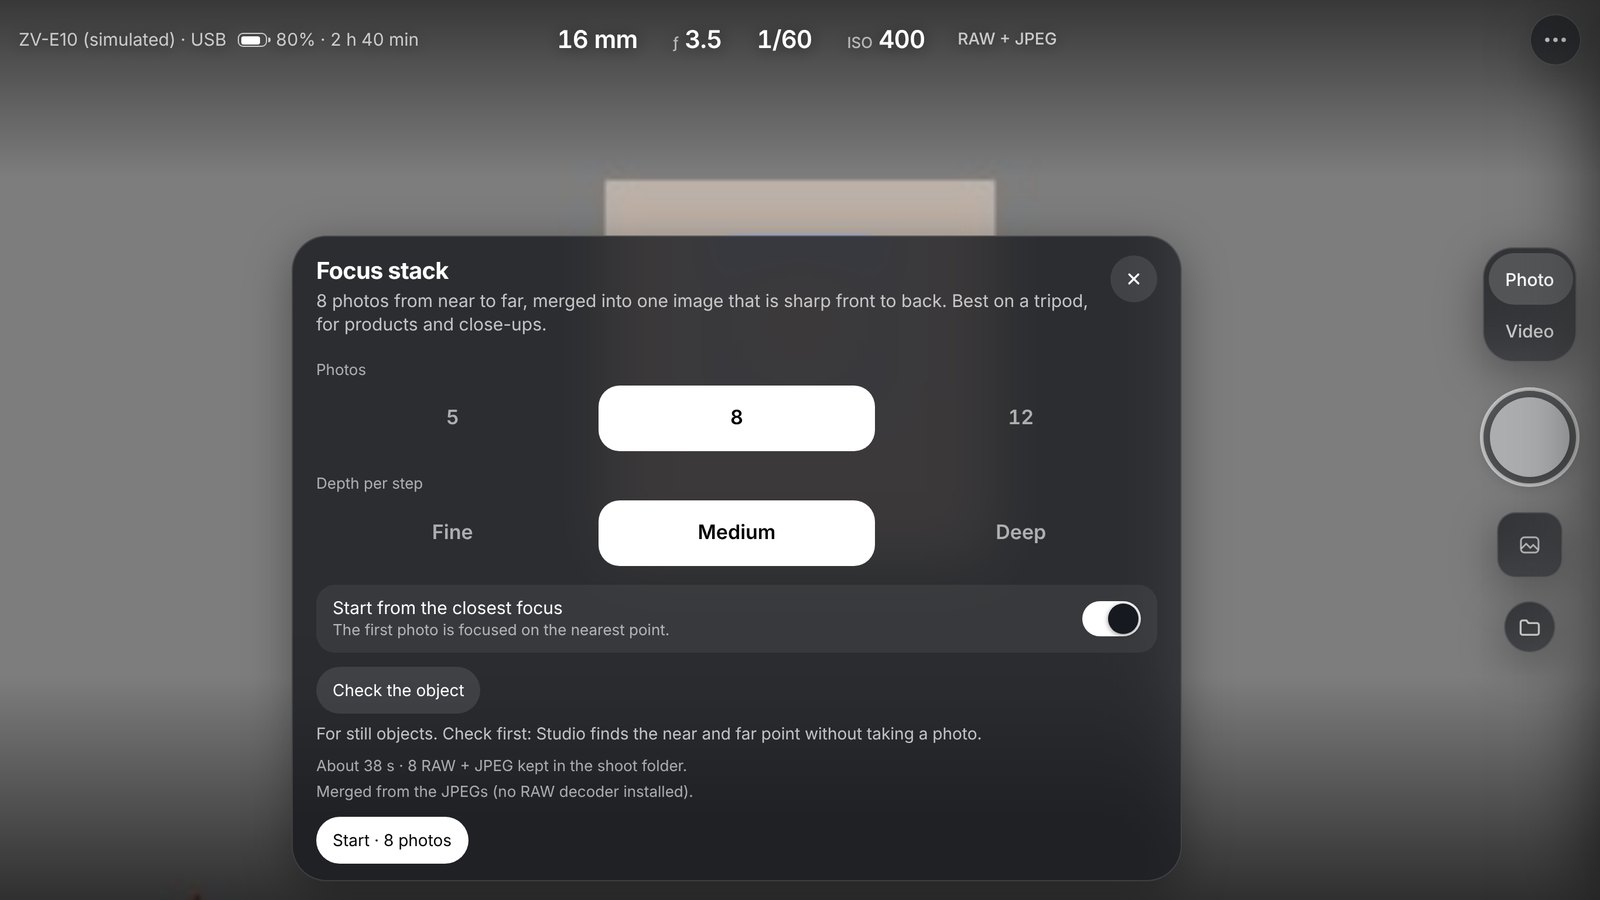 ZV-E10 (simulated) · USB 80% · 2 h 40 min
16 mm ƒ 3.5 1/60 ISO 400 RAW + JPEG
Focus stack
8 photos from near to far, merged into one image that is sharp front to back. Best on a tripod,
for products and close-ups.
Photo
Video
Photos
5 8 12
Depth per step
Fine Medium Deep
Start from the closest focus
The first photo is focused on the nearest point.
Check the object
For still objects. Check first: Studio finds the near and far point without taking a photo.
About 38 s · 8 RAW + JPEG kept in the shoot folder.
Merged from the JPEGs (no RAW decoder installed).
Start · 8 photos